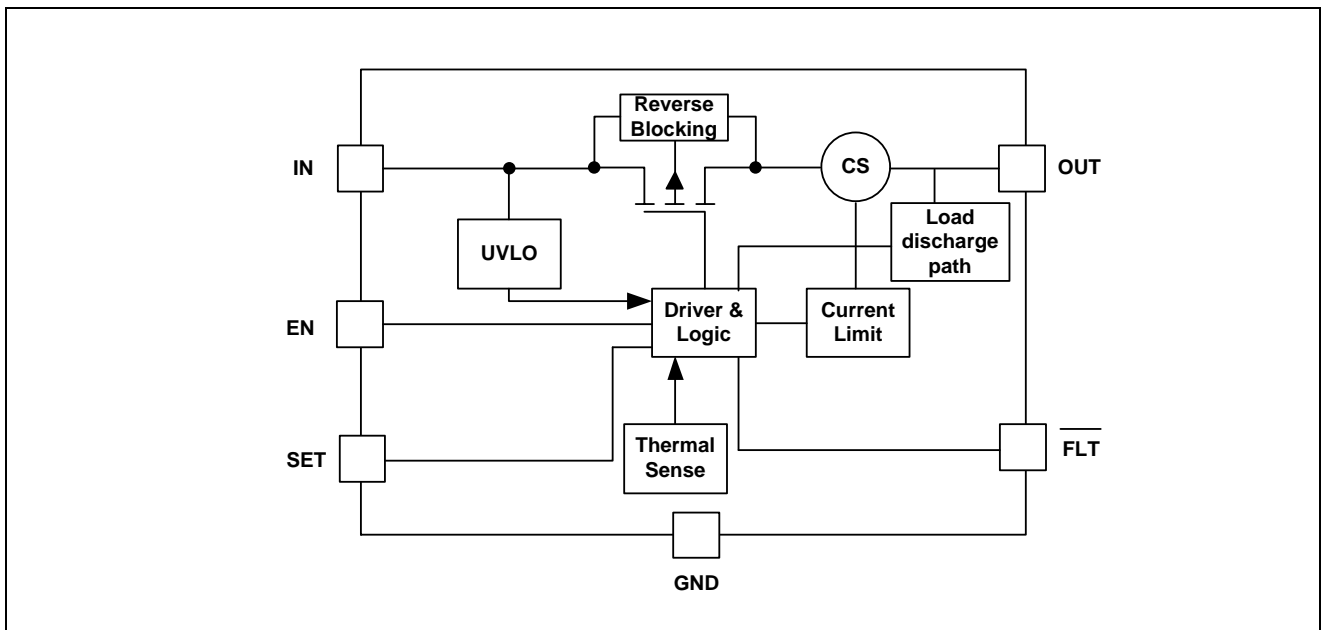 Reverse
Blocking
IN
CS
OUT
UVLO
Load
discharge
path
EN
Driver &
Logic
Current
Limit
SET
Thermal
Sense
FLT
GND